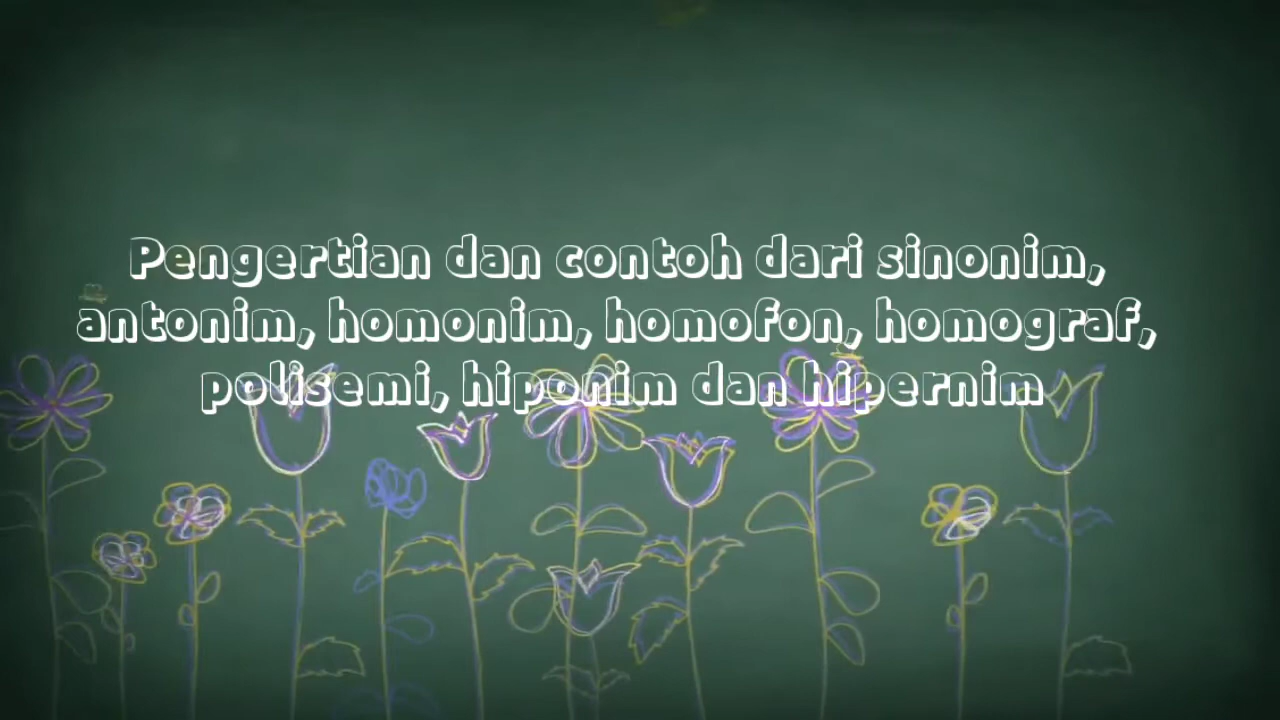 Pengertian dan contoh dari sinonim,
antonim, homonim, homofon, homograf,
polisemi, hiponim dan hipernim